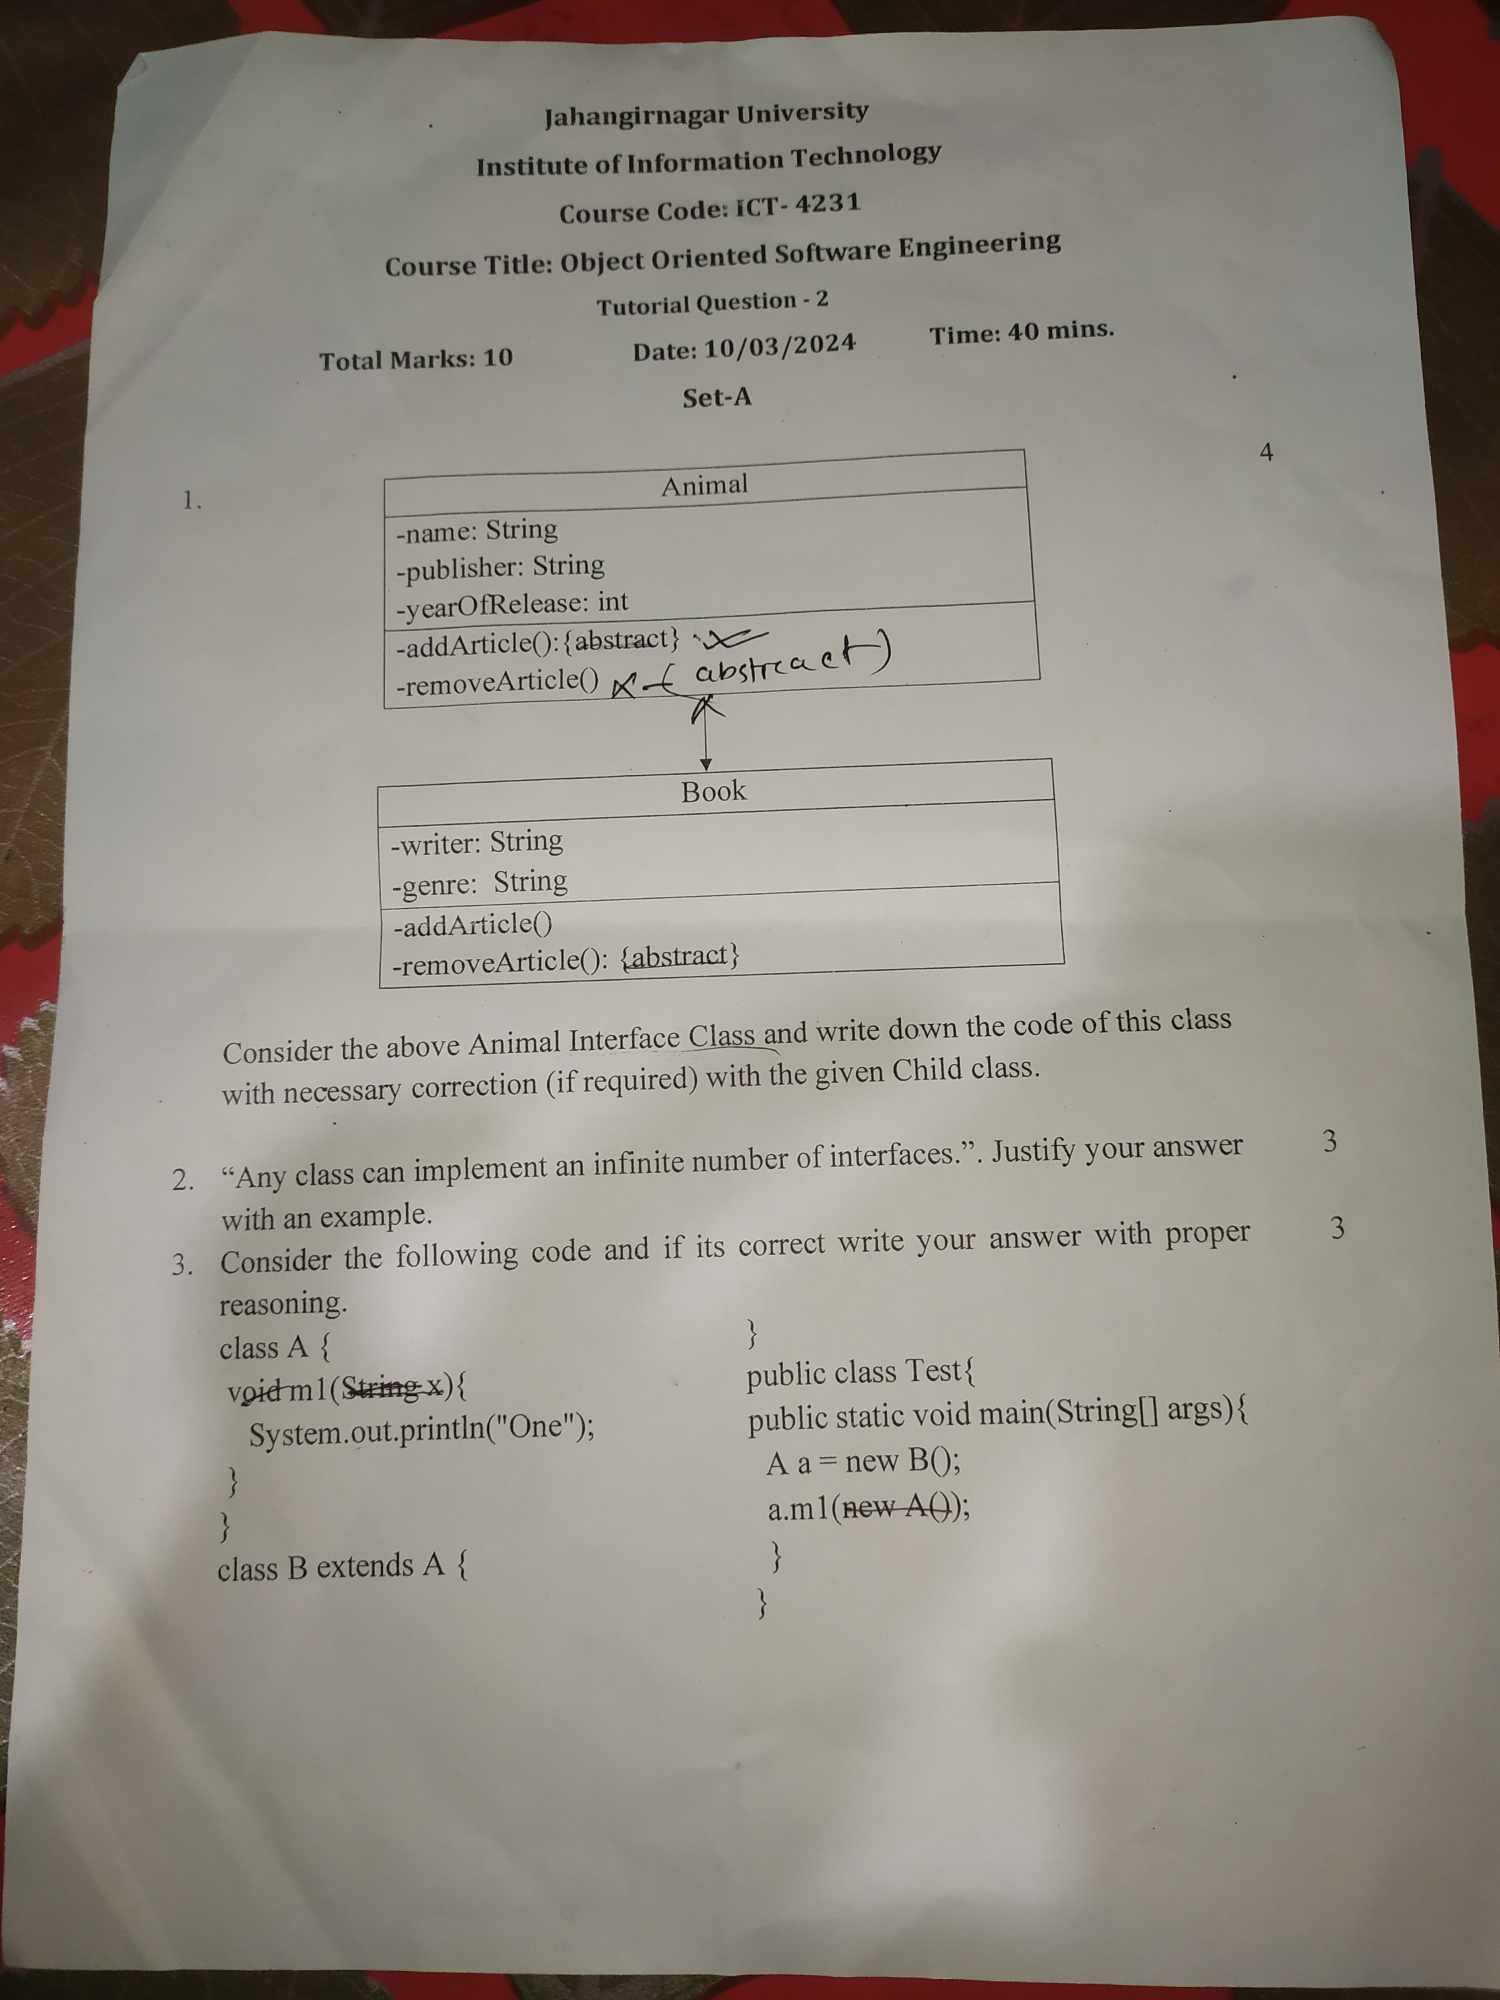 Jahangirnagar University
Institute of Information Technology
Course Code: ICT- 4231
Course Title: Object Oriented Software Engineering
Tutorial Question - 2
Total Marks: 10 Date: 10/03/2024 Time: 40 mins.
Set-A
1. 4
Animal
-name: String
-publisher: String
-yearOfRelease: int
-addArticle():{abstract}
-removeArticle() (abstreact)
Book
-writer: String
-genre: String
-addArticle()
-removeArticle(): {abstract}
Consider the above Animal Interface Class and write down the code of this class
with necessary correction (if required) with the given Child class.
2. “Any class can implement an infinite number of interfaces.”. Justify your answer 3
with an example.
3. Consider the following code and if its correct write your answer with proper 3
reasoning.
class A {
void m1(String x){
System.out.println("One");
}
}
class B extends A {
}
public class Test{
public static void main(String[] args){
A a = new B();
a.m1(new A());
}
}